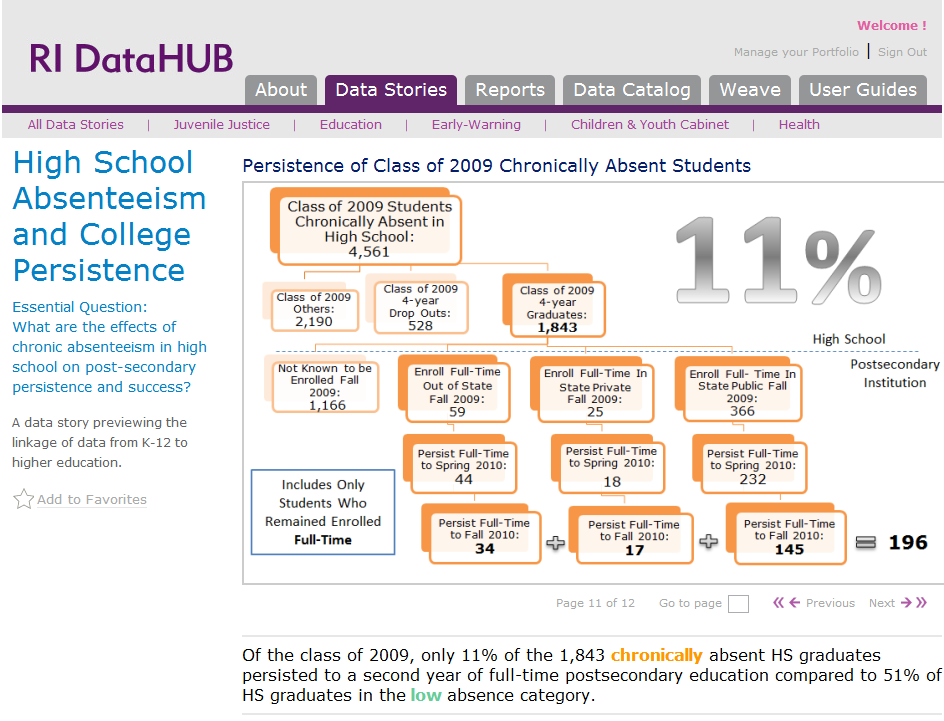 Welcome !
RI DataHUB
Manage your Portfolio | Sign Out
About
Data Stories
Reports
Data Catalog
Weave
User Guides
All Data Stories | Juvenile Justice | Education | Early-Warning | Children & Youth Cabinet | Health
High School
Absenteeism
and College
Persistence
Essential Question:
What are the effects of
chronic absenteeism in high
school on post-secondary
persistence and success?
A data story previewing the
linkage of data from K-12 to
higher education.
Add to Favorites
Persistence of Class of 2009 Chronically Absent Students
Class of 2009 Students
Chronically Absent in
High School:
4,561
11%
Class of 2009
Others:
2,190
Class of 2009
4-year
Drop Outs:
528
Class of 2009
4-year
Graduates:
1,843
High School
Postsecondary
Institution
Not Known to be
Enrolled Fall
2009:
1,166
Enroll Full-Time
Out of State
Fall 2009:
59
Enroll Full-Time In
State Private
Fall 2009:
25
Enroll Full- Time In
State Public Fall
2009:
366
Persist Full-Time
to Spring 2010:
44
Persist Full-Time
to Spring 2010:
18
Persist Full-Time
to Spring 2010:
232
Includes Only
Students Who
Remained Enrolled
Full-Time
Persist Full-Time
to Fall 2010:
34
+
Persist Full-Time
to Fall 2010:
17
+
Persist Full-Time
to Fall 2010:
145
= 196
Page 11 of 12 Go to page Previous Next
Of the class of 2009, only 11% of the 1,843 chronically absent HS graduates
persisted to a second year of full-time postsecondary education compared to 51% of
HS graduates in the low absence category.